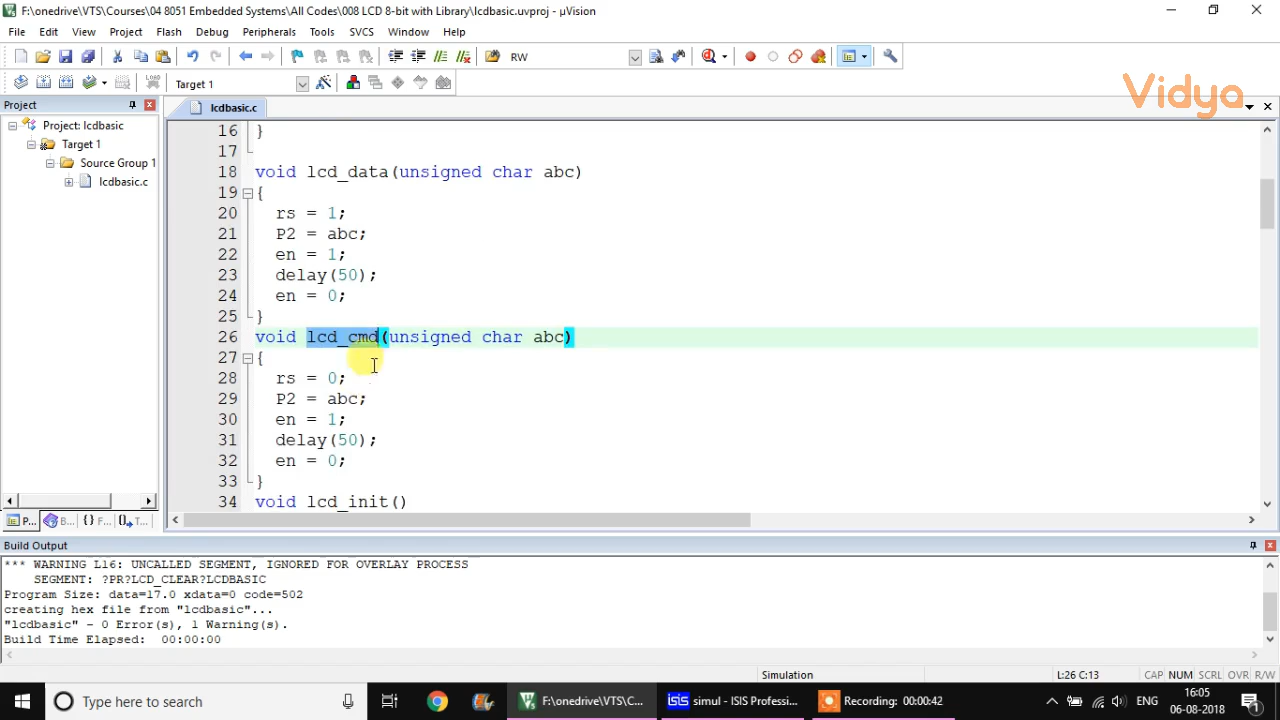 F:\onedrive\VTS\Courses\04 8051 Embedded Systems\All Codes\008 LCD 8-bit with Library\lcdbasic.uvproj - µVision
File Edit View Project Flash Debug Peripherals Tools SVCS Window Help
RW
LOAD Target 1
Vidya
Project lcdbasic.c
Project: lcdbasic
Target 1
Source Group 1
lcdbasic.c
16 }
17
18 void lcd_data(unsigned char abc)
19 {
20 rs = 1;
21 P2 = abc;
22 en = 1;
23 delay(50);
24 en = 0;
25 }
26 void lcd_cmd(unsigned char abc)
27 {
28 rs = 0;
29 P2 = abc;
30 en = 1;
31 delay(50);
32 en = 0;
33 }
34 void lcd_init()
P... B... {} F... T...
Build Output
*** WARNING L16: UNCALLED SEGMENT, IGNORED FOR OVERLAY PROCESS
SEGMENT: ?PR?LCD_CLEAR?LCDBASIC
Program Size: data=17.0 xdata=0 code=502
creating hex file from "lcdbasic"...
"lcdbasic" - 0 Error(s), 1 Warning(s).
Build Time Elapsed: 00:00:00
Simulation L:26 C:13 CAP NUM SCRL OVR R/W
Type here to search F:\onedrive\VTS\C... isis simul - ISIS Professi... Recording: 00:00:42 ENG 16:05
06-08-2018 1